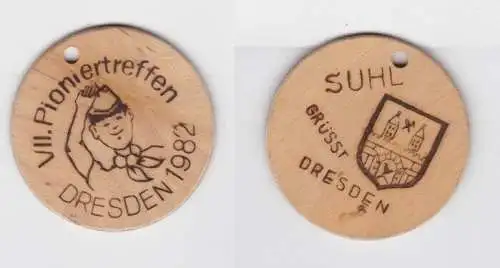 VII. Pioniertreffen
DRESDEN 1982
SUHL
GRÜSST
DRESDEN